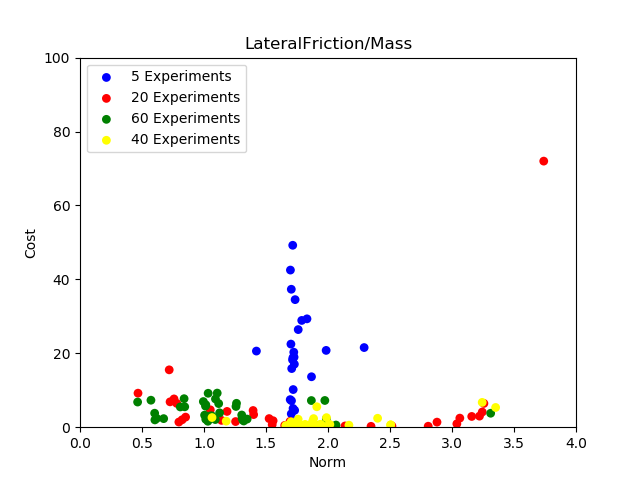 LateralFriction/Mass
100
80
60
40
20
0
Cost
5 Experiments
20 Experiments
60 Experiments
40 Experiments
0.0 0.5 1.0 1.5 2.0 2.5 3.0 3.5 4.0
Norm